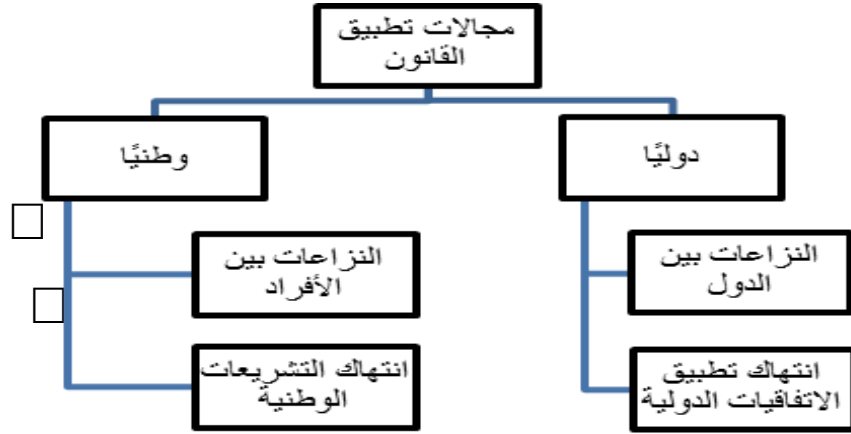 مجالات تطبيق
القانون
دوليًا
وطنيًا
النزاعات بين
الدول
النزاعات بين
الأفراد
انتهاك تطبيق
الاتفاقيات الدولية
انتهاك التشريعات
الوطنية